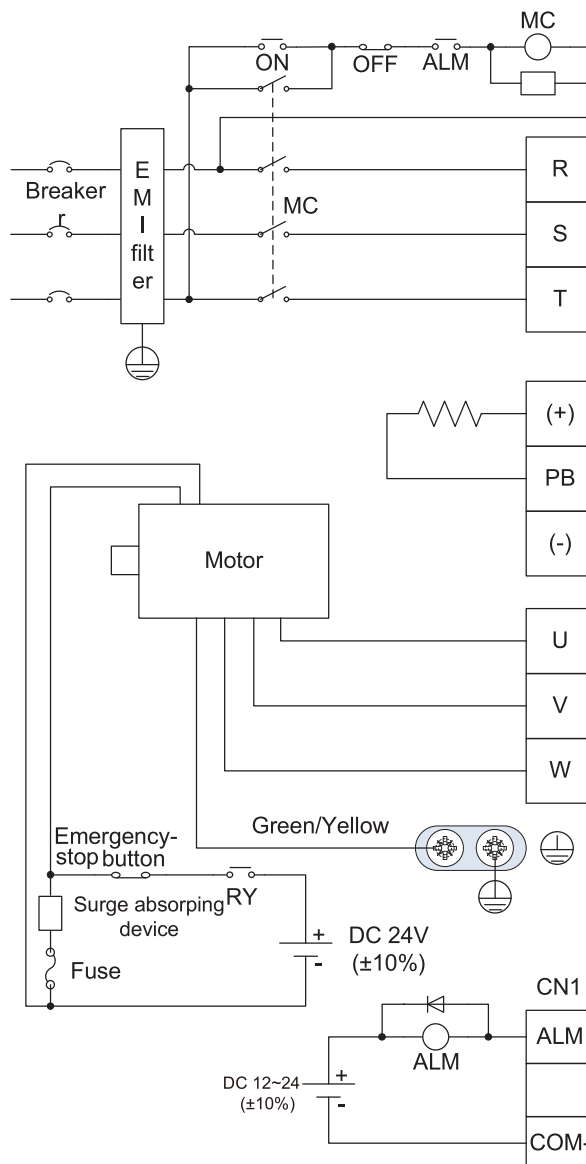 MC
ON
OFF
ALM
Breaker
r
E
M
I
filt
er
MC
R
S
T
(+)
PB
(-)
Motor
U
V
W
Green/Yellow
Emergency-
stop button
RY
Surge absorping
device
Fuse
+
DC 24V
-
(±10%)
CN1
ALM
ALM
DC 12~24
+
(±10%)
-
COM-